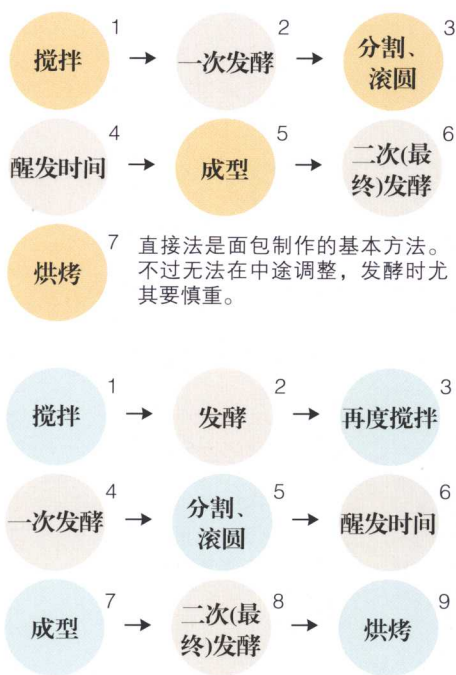 1
搅拌
→
2
一次发酵
→
3
分割、
滚圆
4
醒发时间
→
5
成型
→
6
二次(最
终)发酵
7
烘烤
直接法是面包制作的基本方法。
不过无法在中途调整，发酵时尤
其要慎重。
1
搅拌
→
2
发酵
→
3
再度搅拌
4
一次发酵
→
5
分割、
滚圆
→
6
醒发时间
7
成型
→
8
二次(最
终)发酵
→
9
烘烤